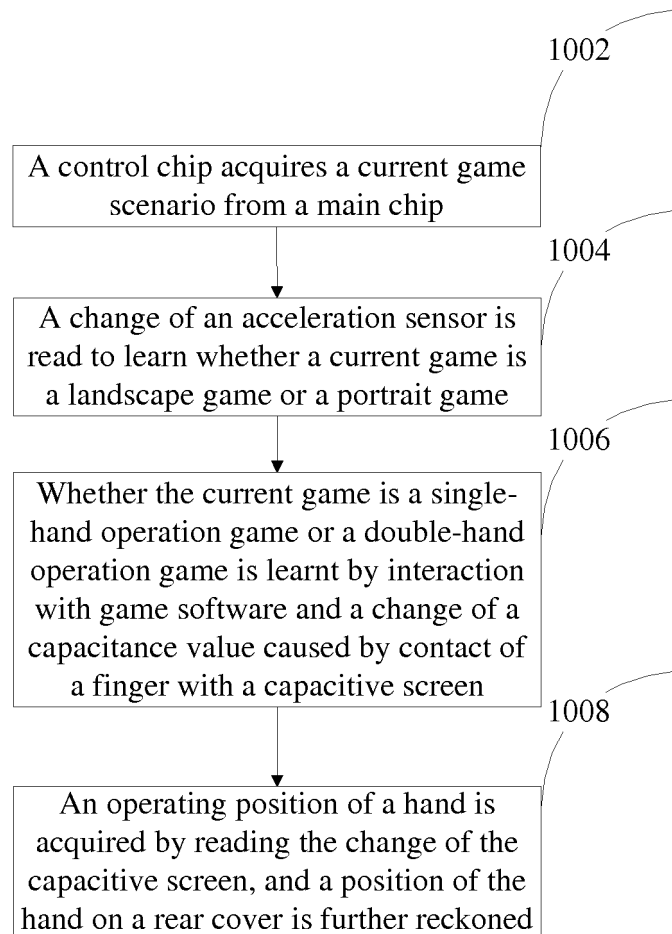 1002
A control chip acquires a current game
scenario from a main chip
1004
A change of an acceleration sensor is
read to learn whether a current game is
a landscape game or a portrait game
1006
Whether the current game is a single-
hand operation game or a double-hand
operation game is learnt by interaction
with game software and a change of a
capacitance value caused by contact of
a finger with a capacitive screen
1008
An operating position of a hand is
acquired by reading the change of the
capacitive screen, and a position of the
hand on a rear cover is further reckoned